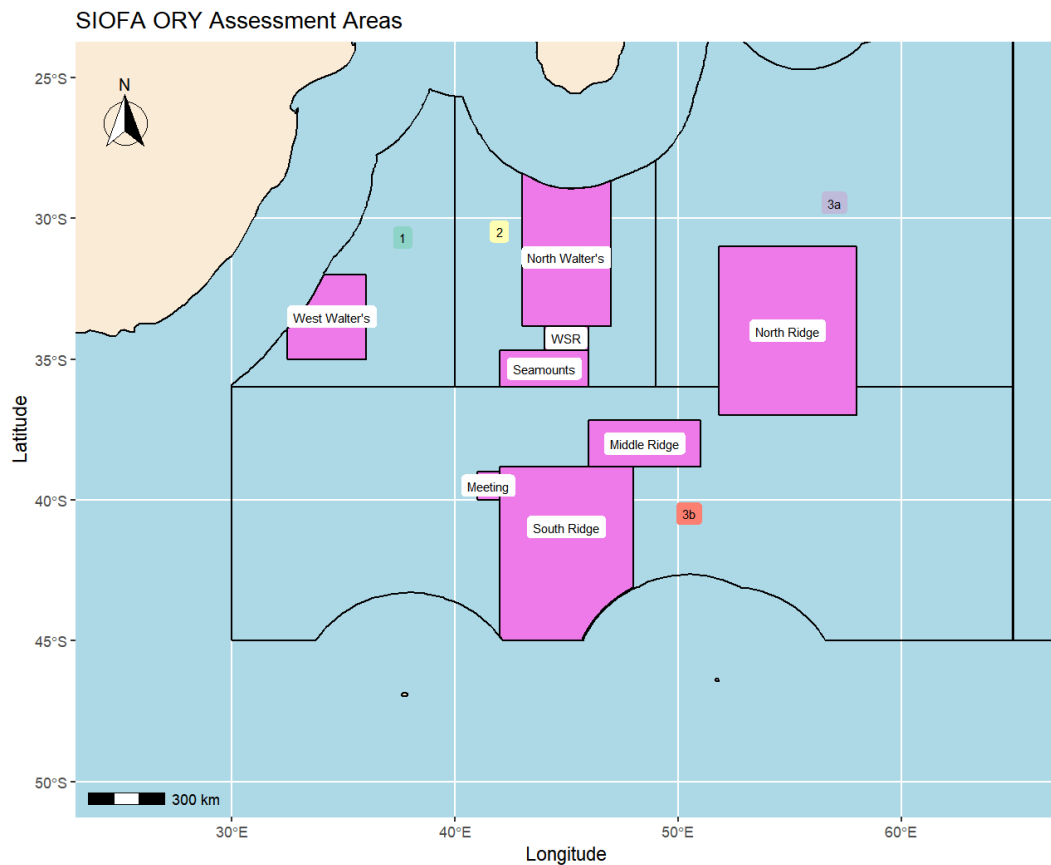 SIOFA ORY Assessment Areas
25°S
N
3a
30°S
2
1
North Walter's
West Walter's
North Ridge
WSR
35°S
Seamounts
Latitude
Middle Ridge
Meeting
40°S
3b
South Ridge
45°S
50°S
300 km
30°E
40°E
50°E
60°E
Longitude